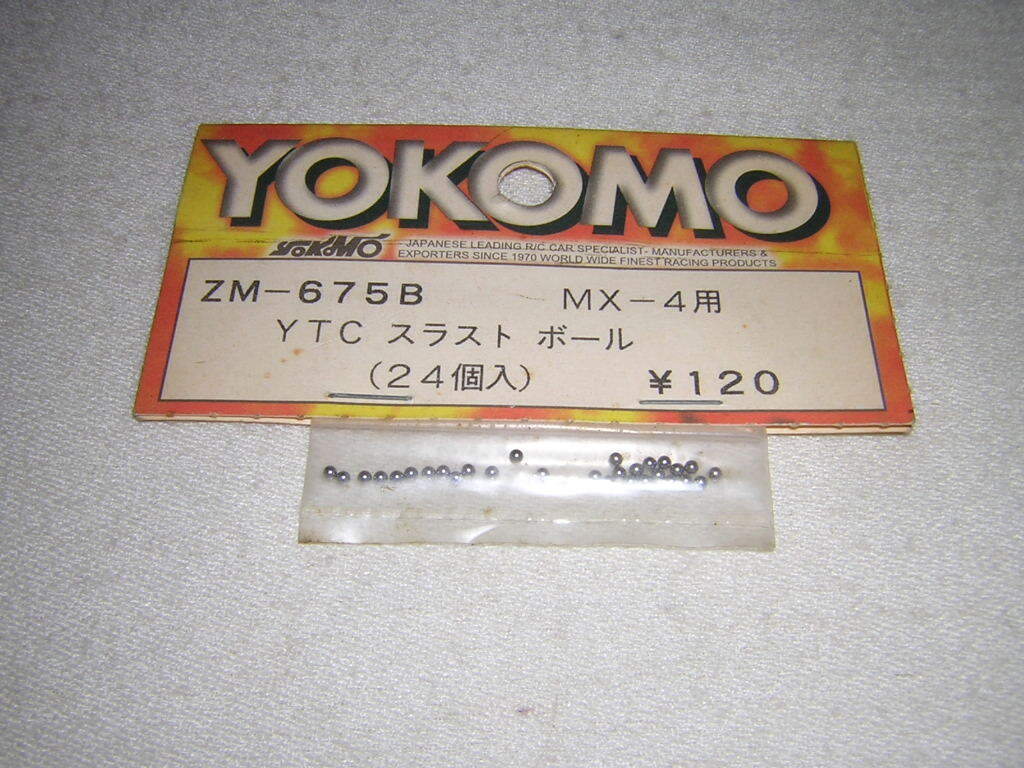 YOKOMO
YOKOMO
JAPANESE LEADING R/C CAR SPECIALIST- MANUFACTURERS &
EXPORTERS SINCE 1970 WORLD WIDE FINEST RACING PRODUCTS
ZM-675B MX-4用
YTC スラスト ボール
(24個入) ¥120